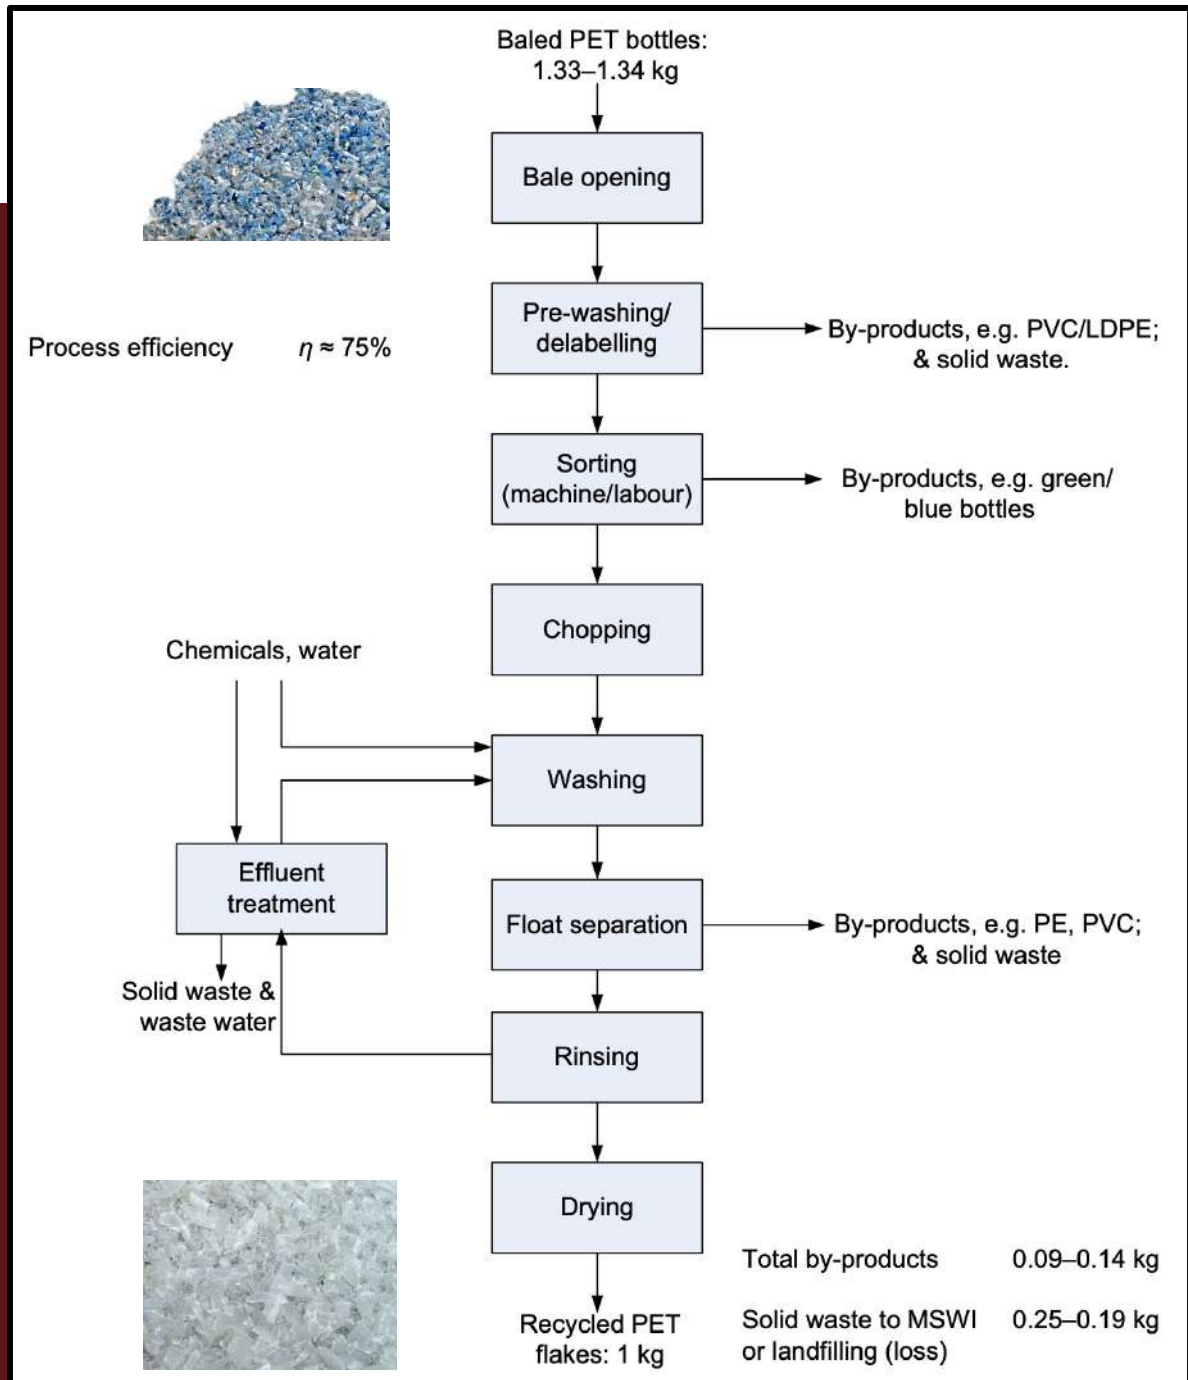 Baled PET bottles:
1.33–1.34 kg
Bale opening
Pre-washing/
delabelling
By-products, e.g. PVC/LDPE;
& solid waste.
Process efficiency η ≈ 75%
Sorting
(machine/labour)
By-products, e.g. green/
blue bottles
Chopping
Chemicals, water
Washing
Effluent
treatment
Float separation
By-products, e.g. PE, PVC;
& solid waste
Solid waste &
waste water
Rinsing
Drying
Total by-products 0.09–0.14 kg
Solid waste to MSWI 0.25–0.19 kg
or landfilling (loss)
Recycled PET
flakes: 1 kg